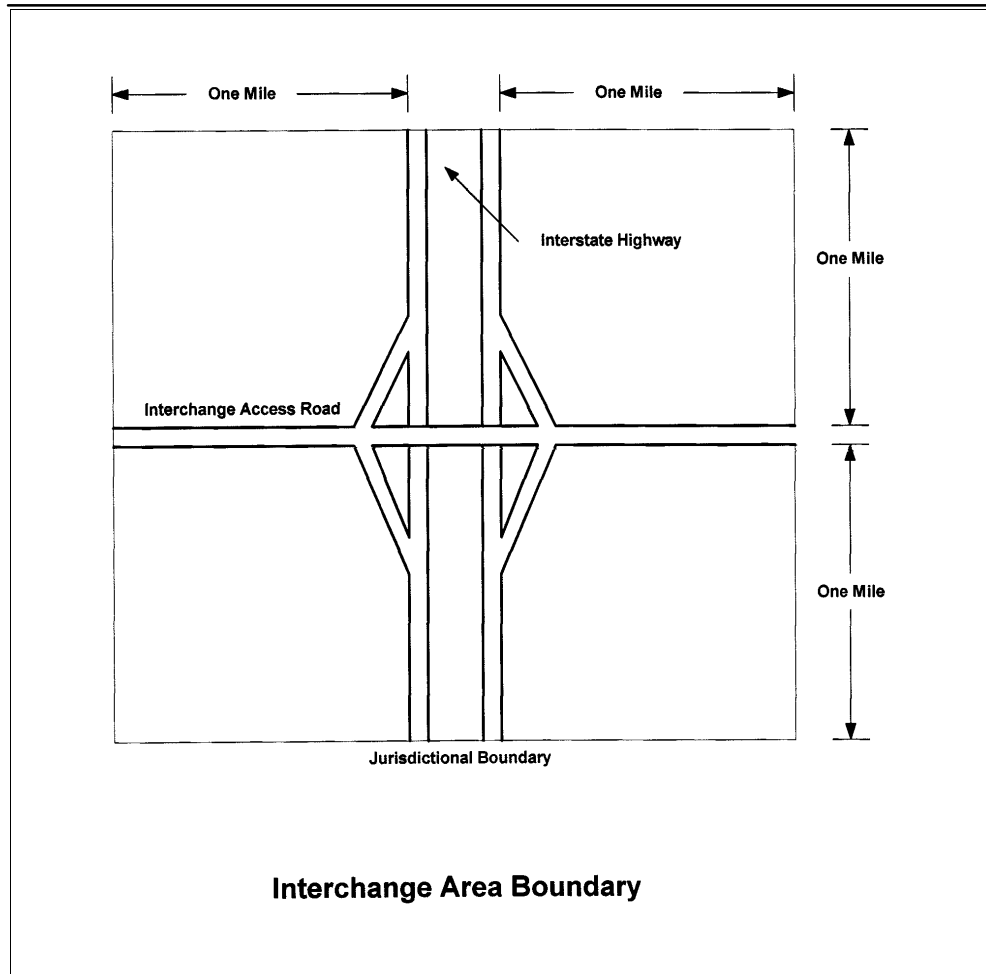 One Mile
One Mile
Interstate Highway
One Mile
Interchange Access Road
One Mile
Jurisdictional Boundary
Interchange Area Boundary